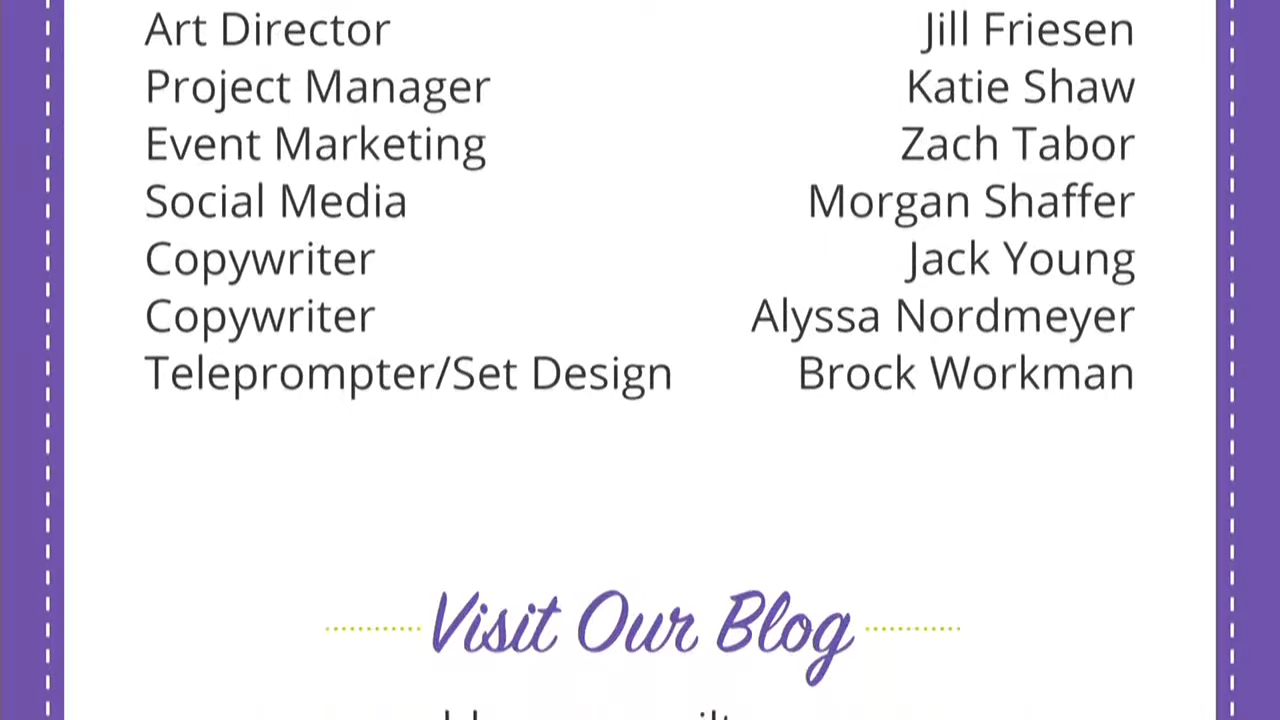 Art Director Jill Friesen
Project Manager Katie Shaw
Event Marketing Zach Tabor
Social Media Morgan Shaffer
Copywriter Jack Young
Copywriter Alyssa Nordmeyer
Teleprompter/Set Design Brock Workman
Visit Our Blog